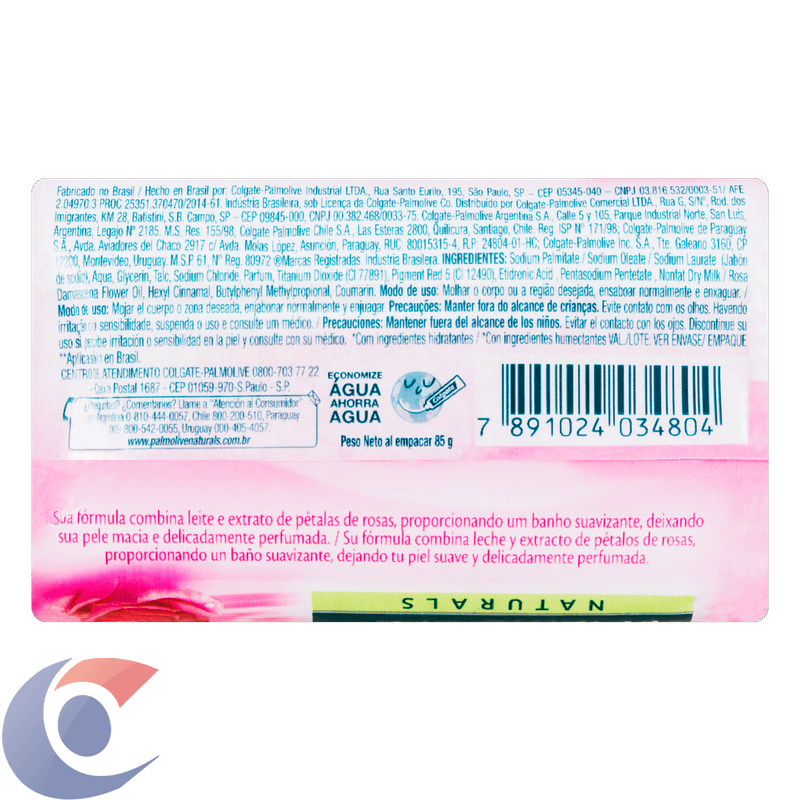 Fabricado no Brasil / Hecho en Brasil por: Colgate-Palmolive Industrial LTDA., Rua Santo Eurilo, 195, São Paulo, SP – CEP 05345-040 – CNPJ 03.816.532/0003-51/ AFE
2.04970.3 PROC 25351.370470/2014-61. Indústria Brasileira, sob Licença da Colgate-Palmolive Co. Distribuido por Colgate-Palmolive Comercial LTDA., Rua G, S/Nº, Rod. dos
Imigrantes, KM 28, Batistini, S.B. Campo, SP – CEP 09845-000, CNPJ 00.382.468/0033-75. Colgate-Palmolive Argentina S.A., Calle 5 y 105, Parque Industrial Norte, San Luis,
Argentina, Legajo Nº 2185. M.S. Res. 155/98, Colgate-Palmolive Chile S.A., Las Esteras 2800, Quilicura, Santiago, Chile. Reg. ISP Nº 171/98; Colgate-Palmolive de Paraguay
S.A., Avda. Aviadores del Chaco 2917 c/ Avda. Molas López, Asunción, Paraguay, RUC: 80015315-4, R.P: 24804-01-HC; Colgate-Palmolive Inc. S.A., Tte. Galeano 3160, CP
12200, Montevideo, Uruguay, M.S.P. 61, N° Reg. 80972 ®Marcas Registradas. Indústria Brasileira. INGREDIENTES: Sodium Palmitate / Sodium Oleate / Sodium Laurate (Jabón
de sodio), Aqua, Glycerin, Talc, Sodium Chloride, Parfum, Titanium Dioxide (CI 77891), Pigment Red 5 (CI 12490), Etidronic Acid , Pentasodium Pentetate , Nonfat Dry Milk / Rosa
Damascena Flower Oil, Hexyl Cinnamal, Butylphenyl Methylpropional, Coumarin. Modo de uso: Molhar o corpo ou a região desejada, ensaboar normalmente e enxaguar. /
Modo de uso: Mojar el cuerpo o zona deseada, enjabonar normalmente y enjuagar. Precauções: Manter fora do alcance de crianças. Evite contato com os olhos. Havendo
irritação ou sensibilidade, suspenda o uso e consulte um médico. / Precauciones: Mantener fuera del alcance de los niños. Evitar el contacto con los ojos. Discontinue su
uso si percibe irritación o sensibilidad en la piel y consulte con su médico. *Com ingredientes hidratantes / *Con ingredientes humectantes VAL/LOTE: VER ENVASE/ EMPAQUE
**Aplicable en Brasil.
CENTRO DE ATENDIMENTO COLGATE-PALMOLIVE 0800-703 77 22
Caixa Postal 1687 - CEP 01059-970-S.Paulo - S.P.
¿Preguntas? ¿Comentarios? Llame a "Atención al Consumidor"
en Argentina 0-810-444-0057, Chile 800-200-510, Paraguay
009-800-542-0055, Uruguay 000-405-4057.
www.palmolivenaturals.com.br
ECONOMIZE
ÁGUA
AHORRA
AGUA
Peso Neto al empacar 85 g
7 891024 034804
Sua fórmula combina leite e extrato de pétalas de rosas, proporcionando um banho suavizante, deixando
sua pele macia e delicadamente perfumada. / Su fórmula combina leche y extracto de pétalos de rosas,
proporcionando un baño suavizante, dejando tu piel suave y delicadamente perfumada.
NATURALS